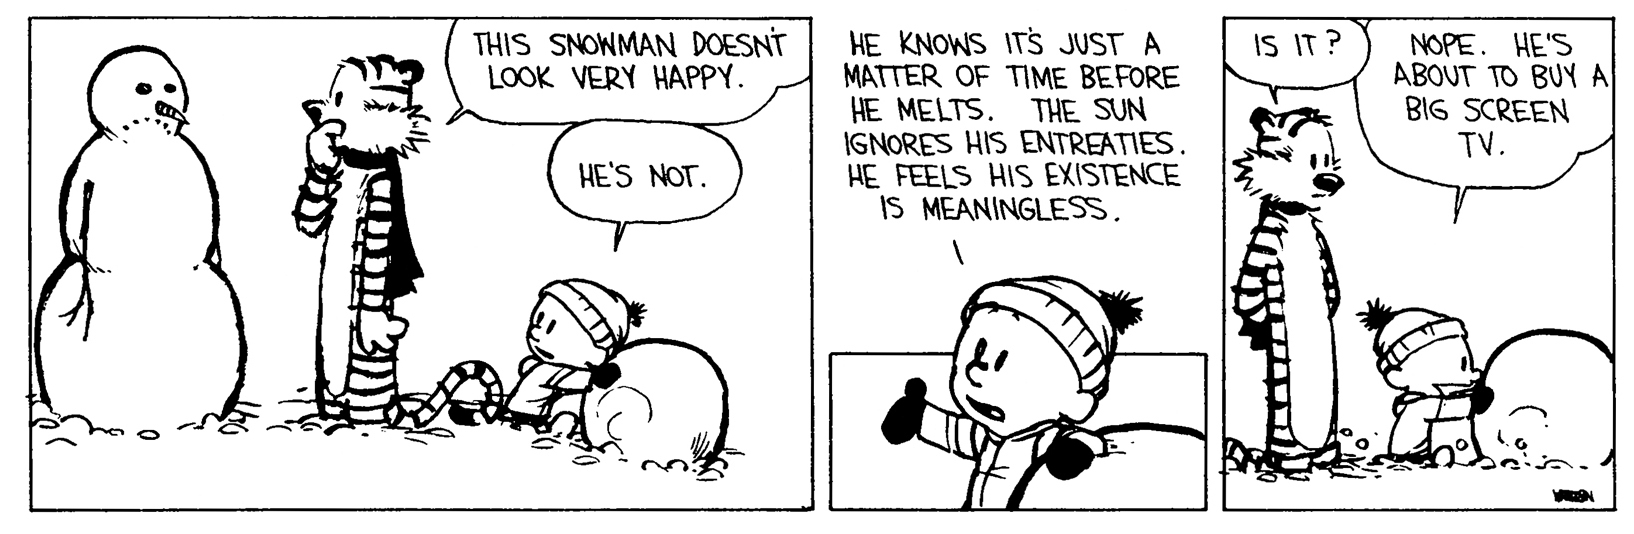 THIS SNOWMAN DOESN'T
LOOK VERY HAPPY.
HE'S NOT.
HE KNOWS IT'S JUST A
MATTER OF TIME BEFORE
HE MELTS. THE SUN
IGNORES HIS ENTREATIES.
HE FEELS HIS EXISTENCE
IS MEANINGLESS.
IS IT?
NOPE. HE'S
ABOUT TO BUY A
BIG SCREEN
TV.